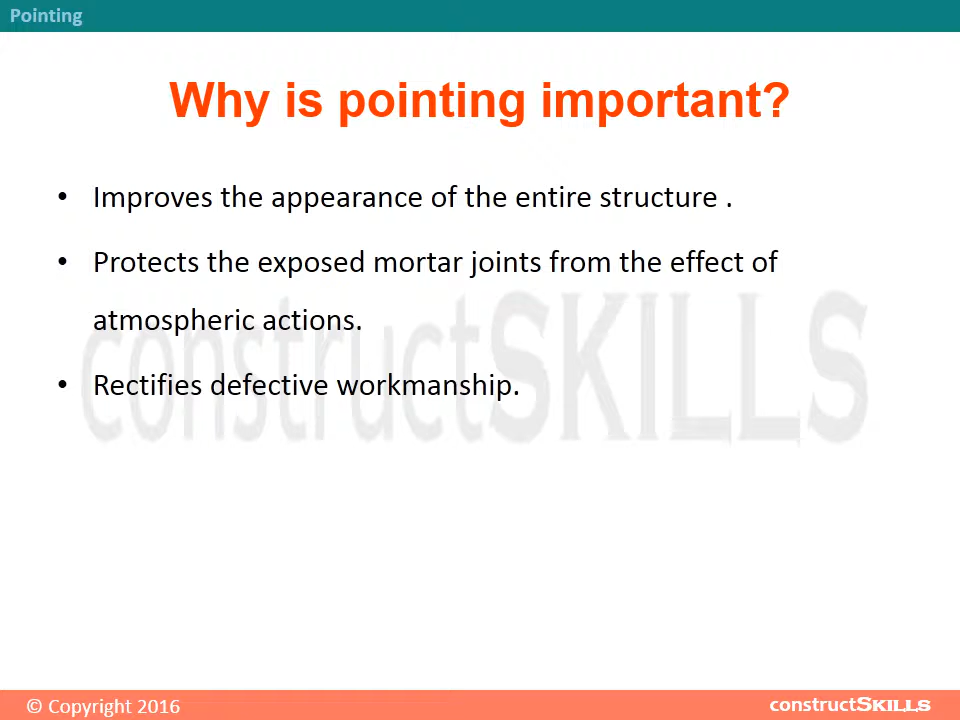 Pointing
Why is pointing important?
• Improves the appearance of the entire structure .
• Protects the exposed mortar joints from the effect of
atmospheric actions.
• Rectifies defective workmanship.
constructSKILLS
© Copyright 2016
constructSKILLS